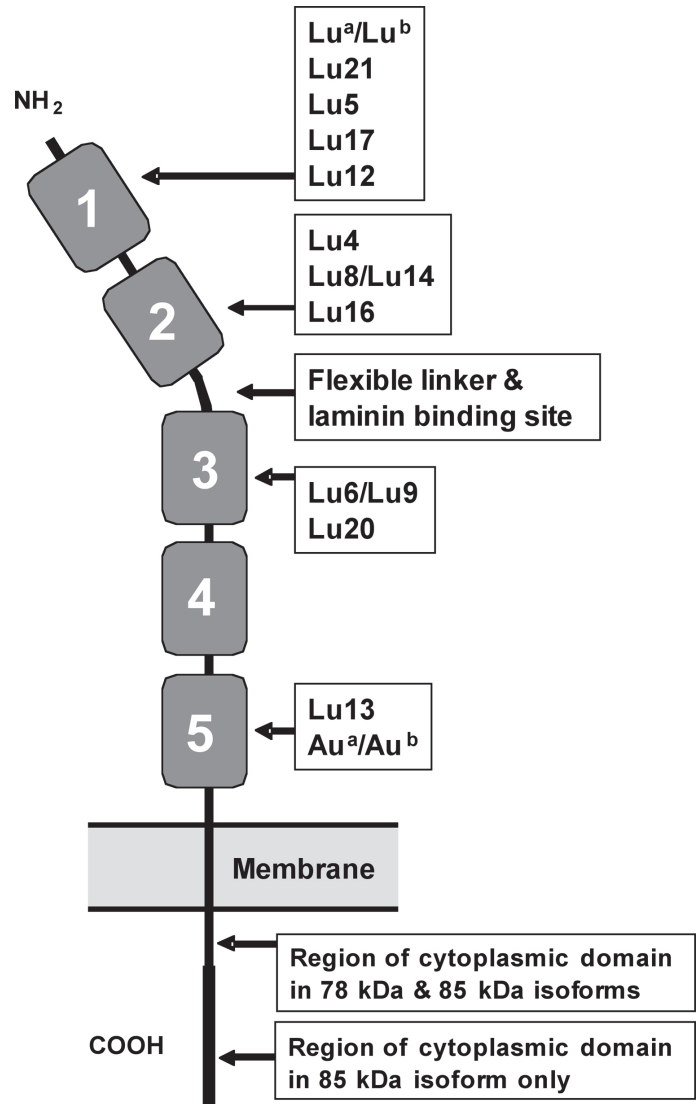 Luᵃ/Luᵇ
Lu21
Lu5
Lu17
Lu12
NH₂
1
Lu4
Lu8/Lu14
Lu16
2
Flexible linker &
laminin binding site
3
Lu6/Lu9
Lu20
4
Lu13
Auᵃ/Auᵇ
5
Membrane
Region of cytoplasmic domain
in 78 kDa & 85 kDa isoforms
COOH
Region of cytoplasmic domain
in 85 kDa isoform only